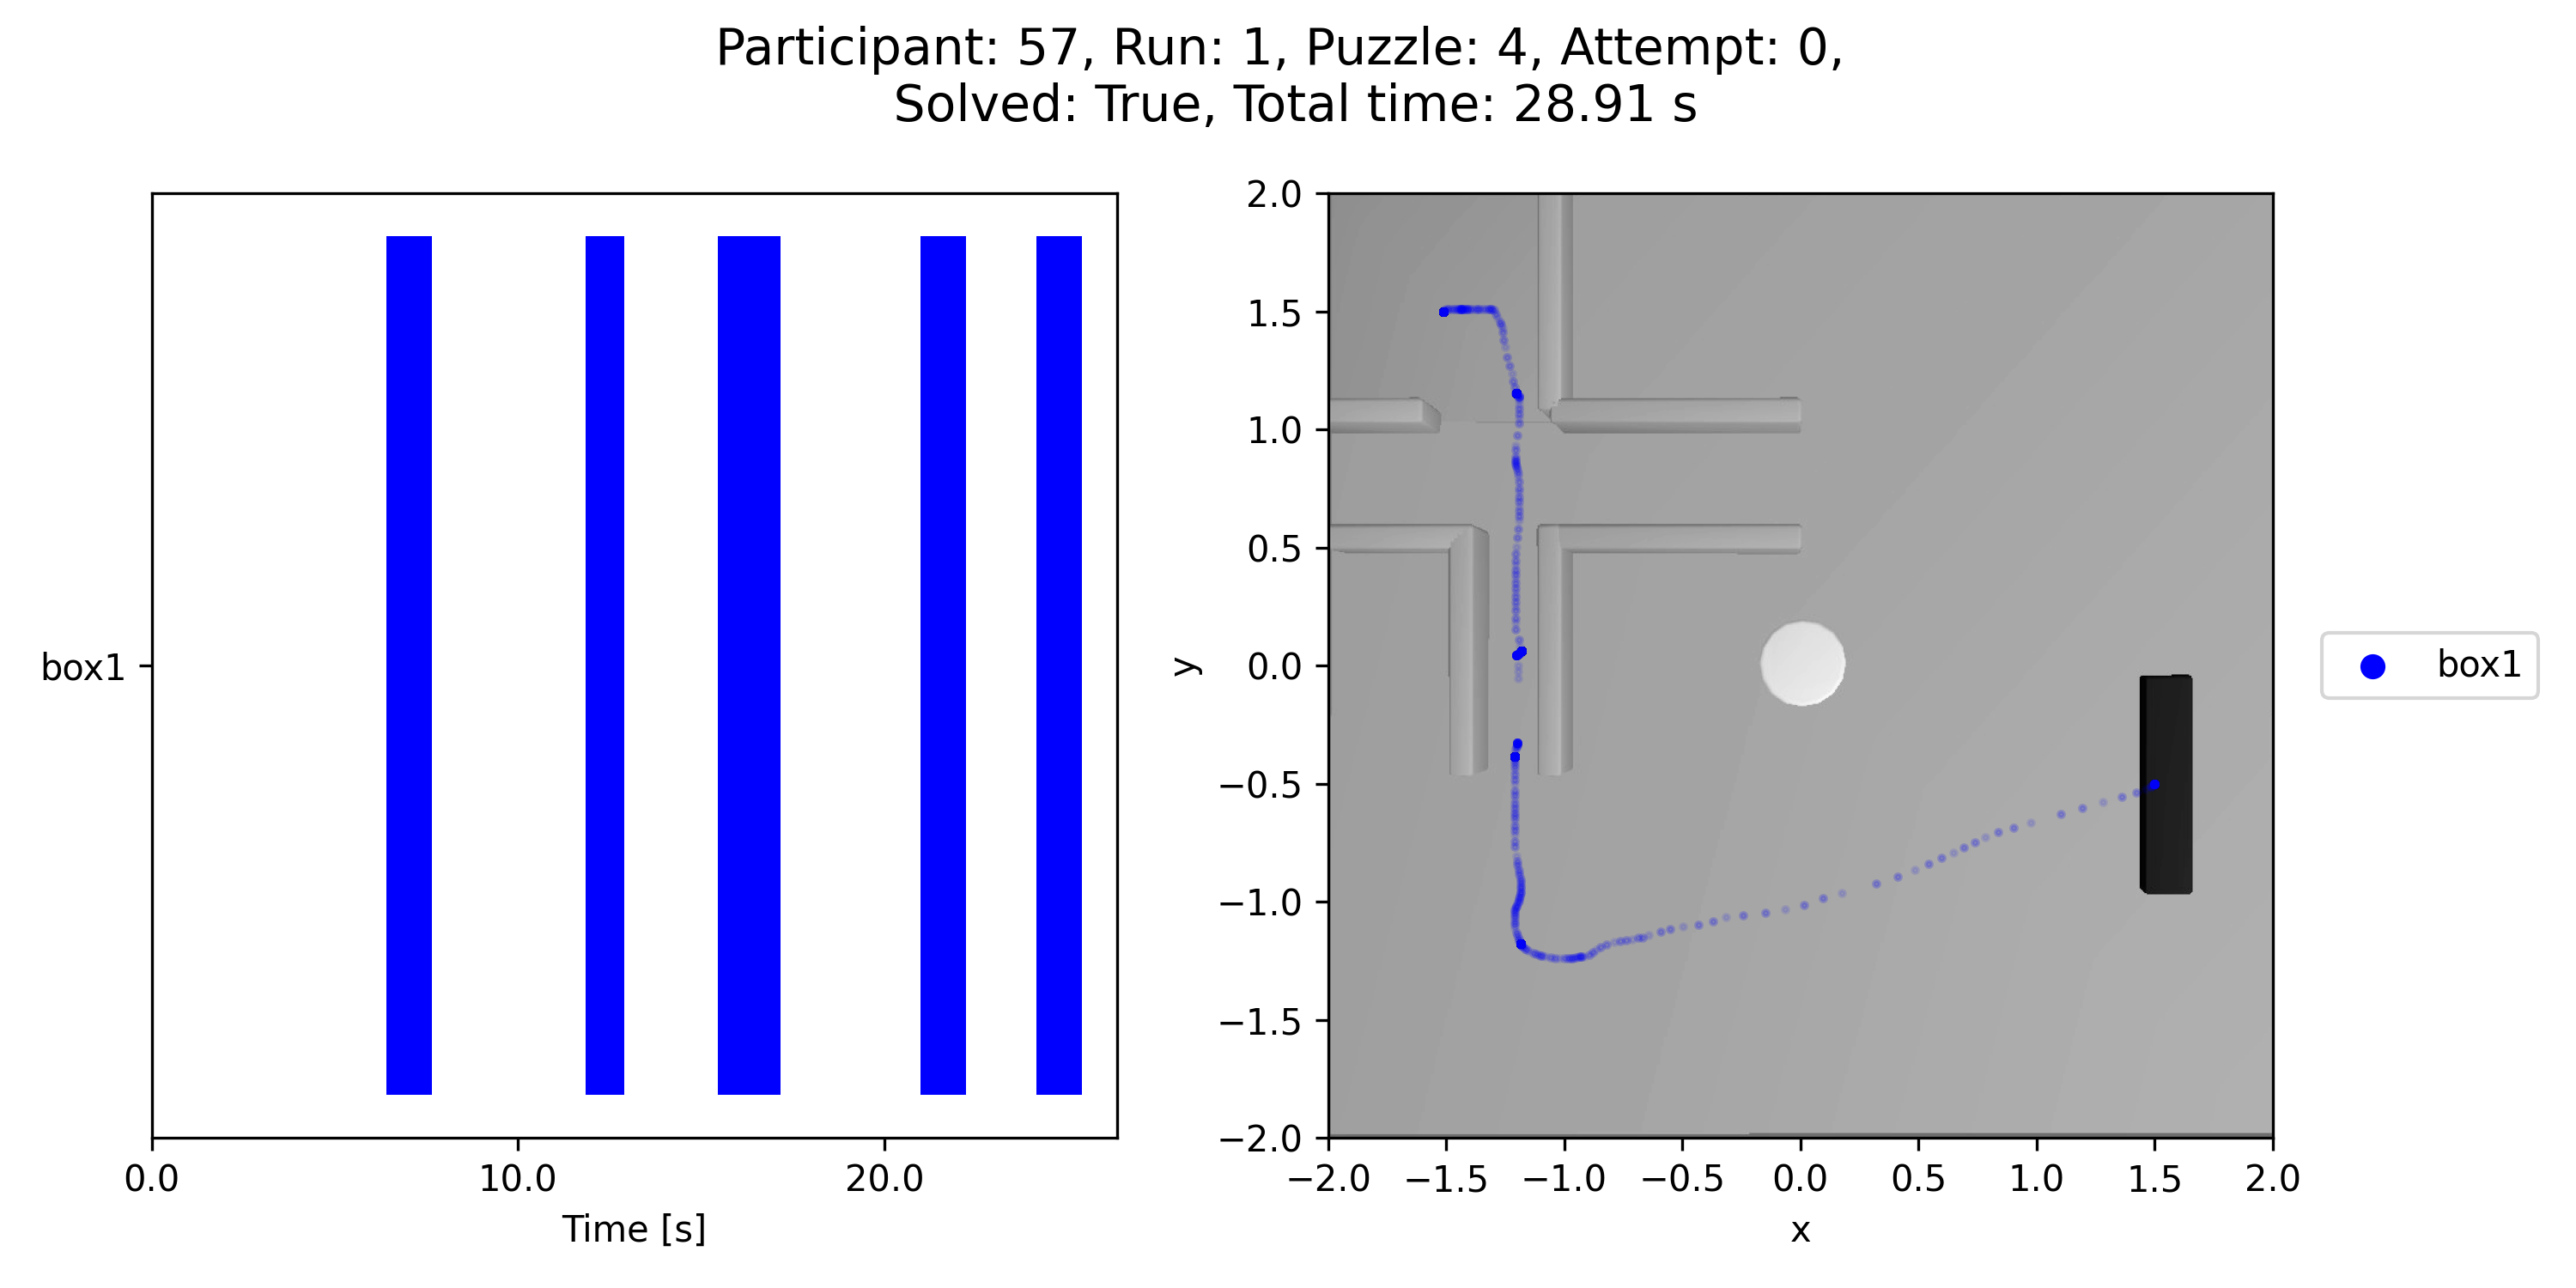 Participant: 57, Run: 1, Puzzle: 4, Attempt: 0,
Solved: True, Total time: 28.91 s
box1
0.0 10.0 20.0
Time [s]
2.0
1.5
1.0
0.5
0.0
−0.5
−1.0
−1.5
−2.0
y
−2.0 −1.5 −1.0 −0.5 0.0 0.5 1.0 1.5 2.0
x
box1